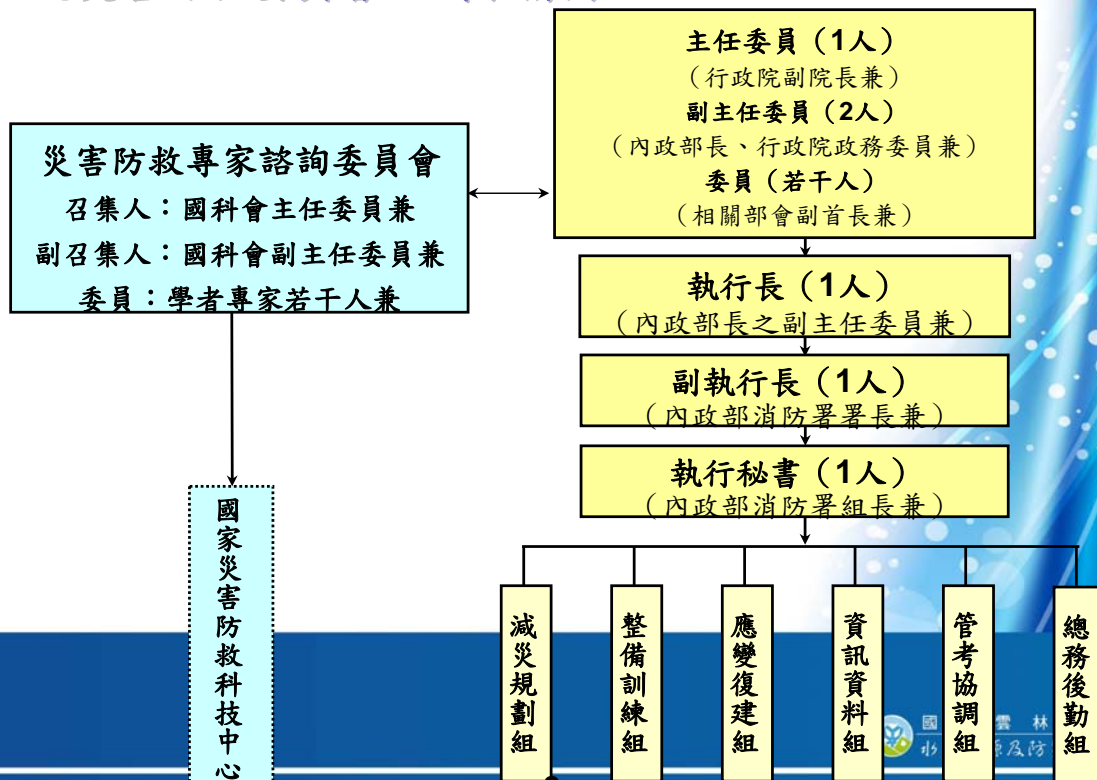 主任委員（1人）
（行政院副院長兼）
副主任委員（2人）
（內政部長、行政院政務委員兼）
委員（若干人）
（相關部會副首長兼）
災害防救專家諮詢委員會
召集人：國科會主任委員兼
副召集人：國科會副主任委員兼
委員：學者專家若干人兼
執行長（1人）
（內政部長之副主任委員兼）
副執行長（1人）
（內政部消防署署長兼）
執行秘書（1人）
（內政部消防署組長兼）
國家災害防救科技中心
減災規劃組
整備訓練組
應變復建組
資訊資料組
管考協調組
總務後勤組
國 雲 林
水 及防